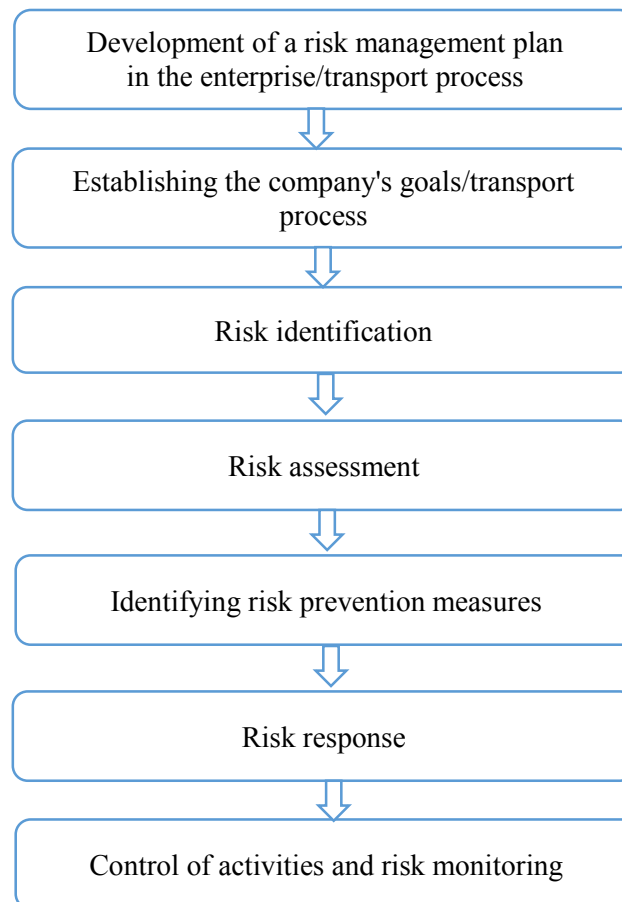 Development of a risk management plan
in the enterprise/transport process
Establishing the company's goals/transport
process
Risk identification
Risk assessment
Identifying risk prevention measures
Risk response
Control of activities and risk monitoring